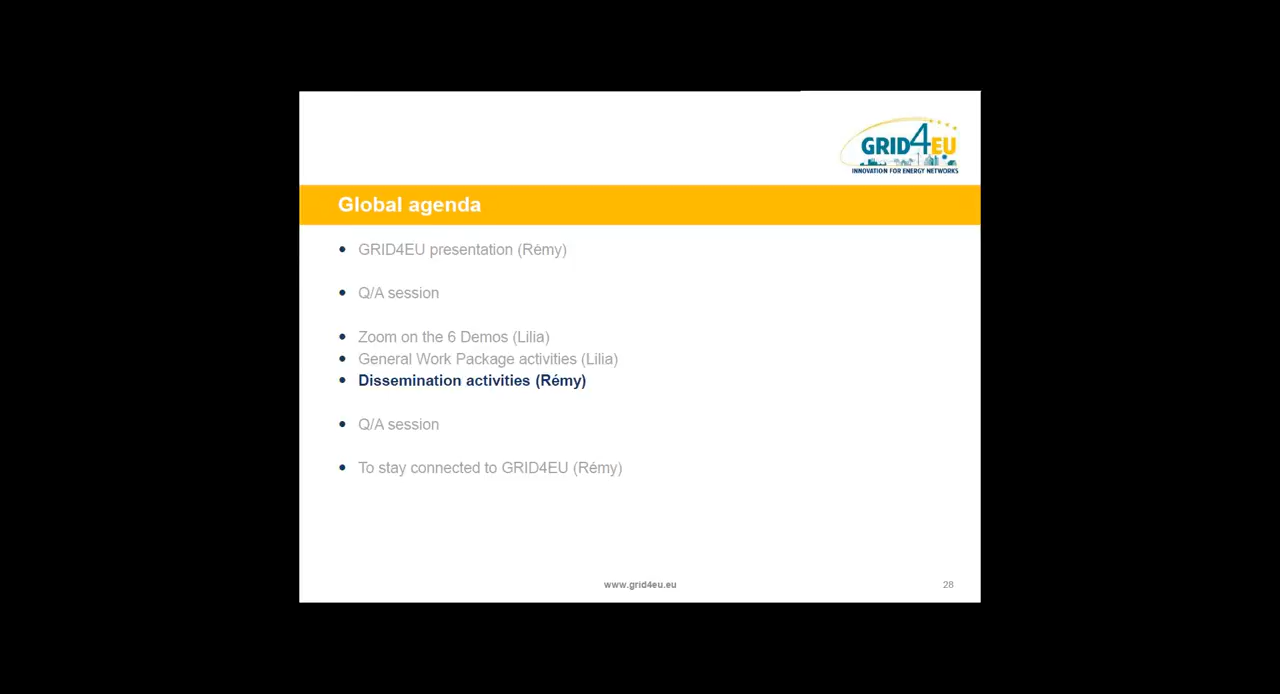 GRID4EU
INNOVATION FOR ENERGY NETWORKS
Global agenda
• GRID4EU presentation (Rémy)
• Q/A session
• Zoom on the 6 Demos (Lilia)
• General Work Package activities (Lilia)
• Dissemination activities (Rémy)
• Q/A session
• To stay connected to GRID4EU (Rémy)
www.grid4eu.eu
28